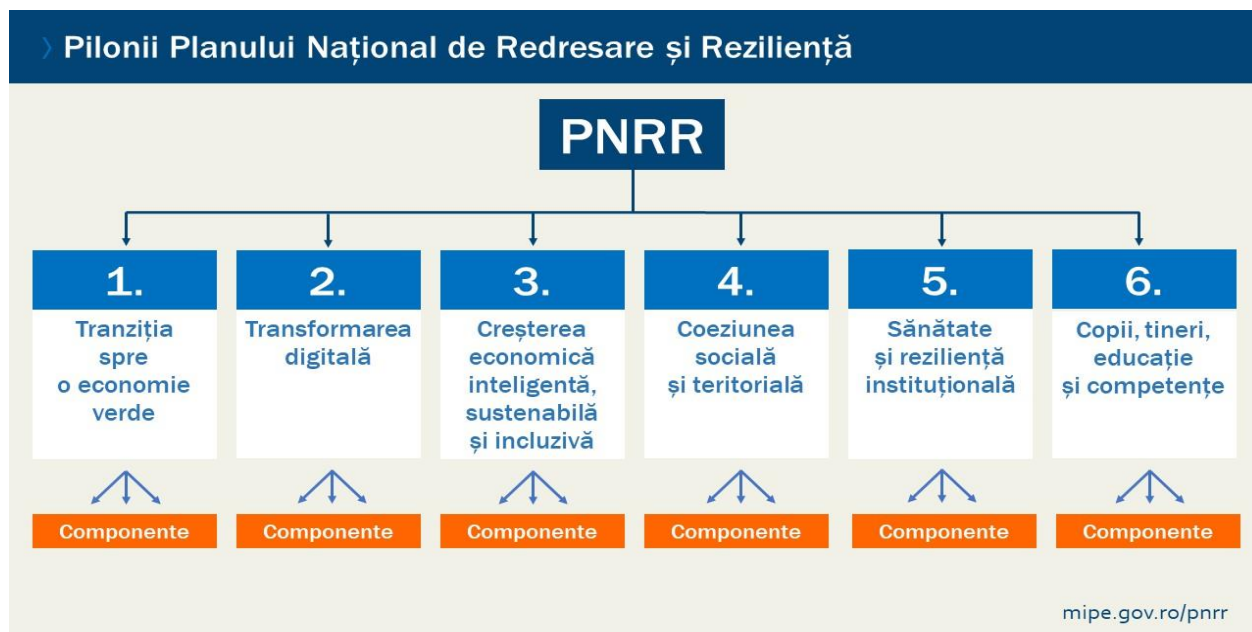 〉Pilonii Planului Național de Redresare și Reziliență
PNRR
1.
Tranziția
spre
o economie
verde
Componente
2.
Transformarea
digitală
Componente
3.
Creșterea
economică
inteligentă,
sustenabilă
și incluzivă
Componente
4.
Coeziunea
socială
și teritorială
Componente
5.
Sănătate
și reziliență
instituțională
Componente
6.
Copii, tineri,
educație
și competențe
Componente
mipe.gov.ro/pnrr